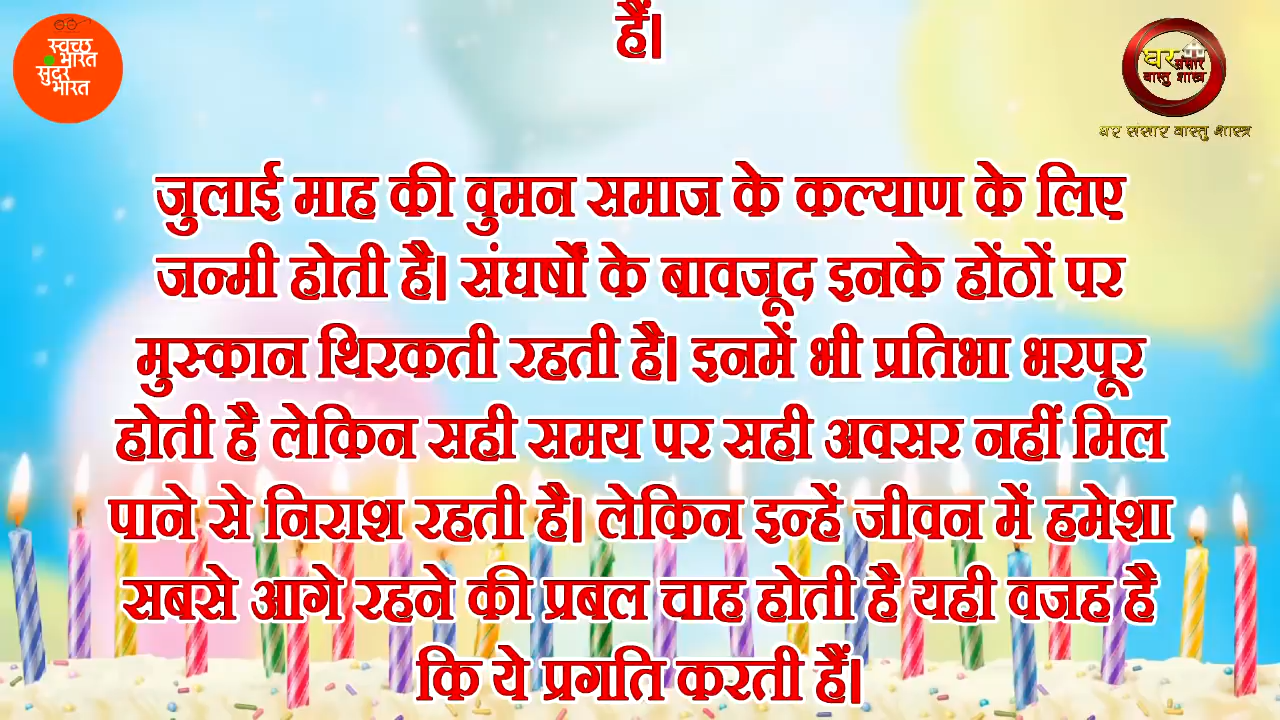 हैं।
स्वच्छ
भारत
सुंदर
भारत
घर
संसार
वास्तु शास्त्र
घर संसार वास्तु शास्त्र
जुलाई माह की वुमन समाज के कल्याण के लिए
जन्मी होती है। संघर्षों के बावजूद इनके होंठों पर
मुस्कान थिरकती रहती है। इनमें भी प्रतिभा भरपूर
होती है लेकिन सही समय पर सही अवसर नहीं मिल
पाने से निराश रहती है। लेकिन इन्हें जीवन में हमेशा
सबसे आगे रहने की प्रबल चाह होती है यही वजह है
कि ये प्रगति करती हैं।